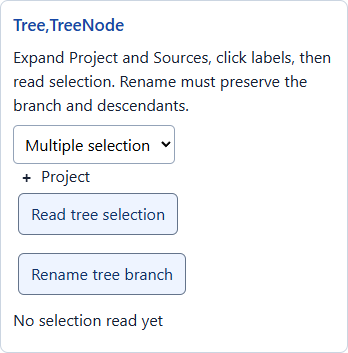 Tree,TreeNode
Expand Project and Sources, click labels, then
read selection. Rename must preserve the
branch and descendants.
Multiple selection
+ Project
Read tree selection
Rename tree branch
No selection read yet